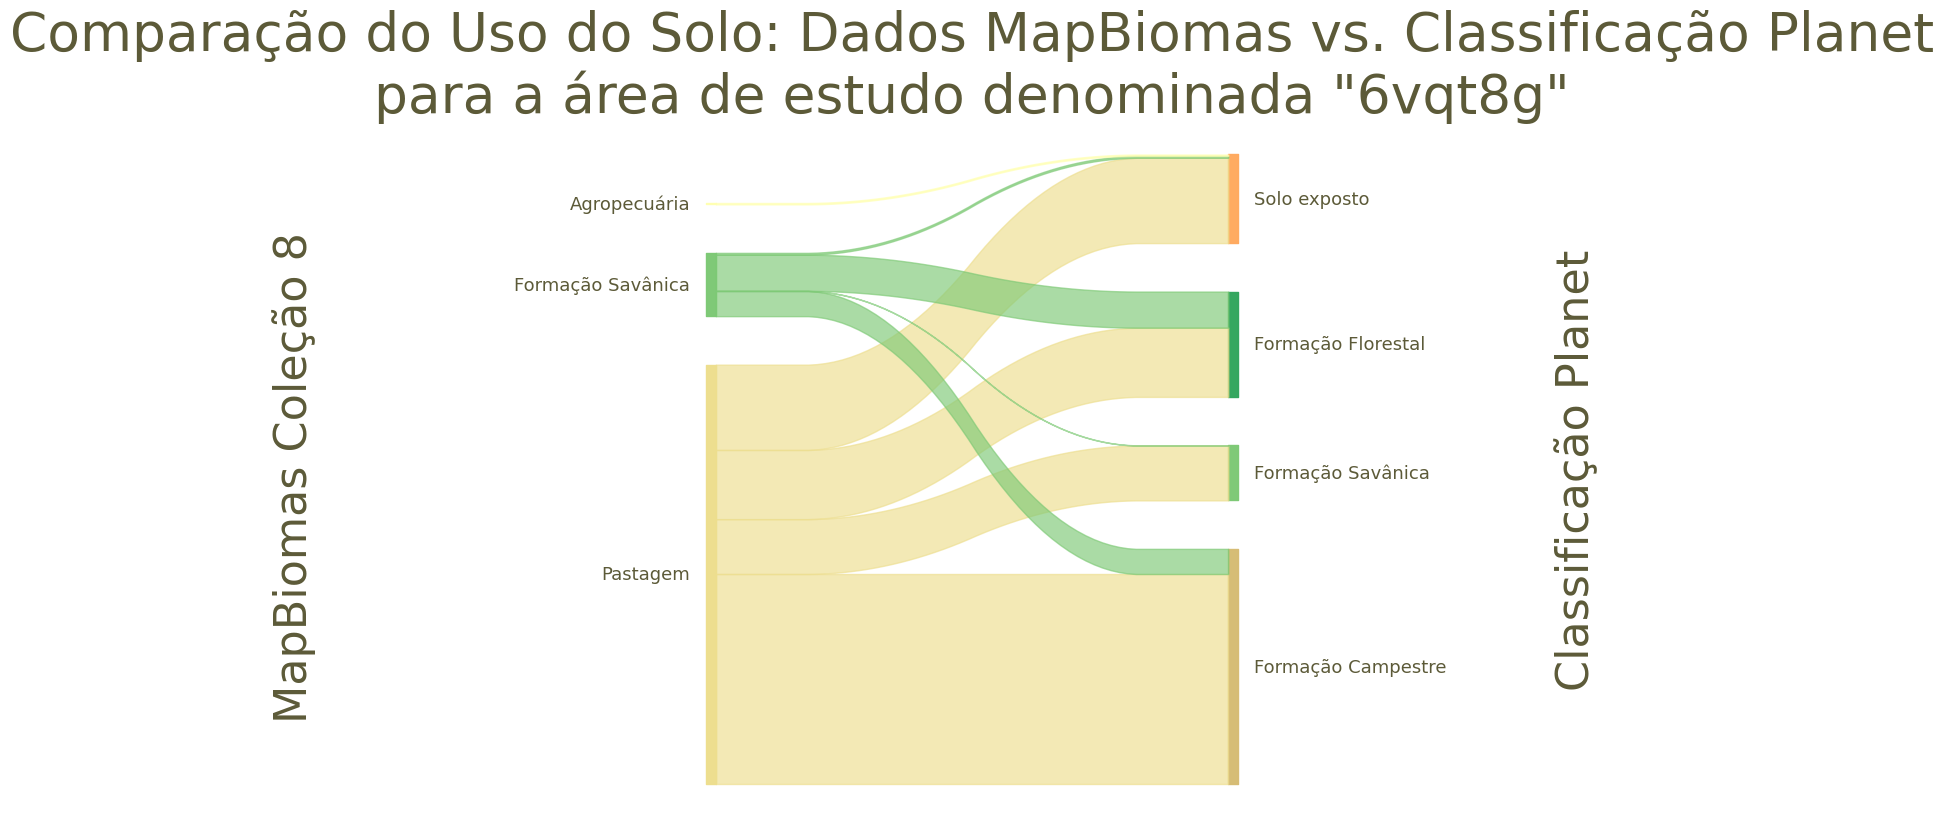 Comparação do Uso do Solo: Dados MapBiomas vs. Classificação Planet
para a área de estudo denominada "6vqt8g"
MapBiomas Coleção 8
Agropecuária
Formação Savânica
Pastagem
Solo exposto
Formação Florestal
Formação Savânica
Formação Campestre
Classificação Planet